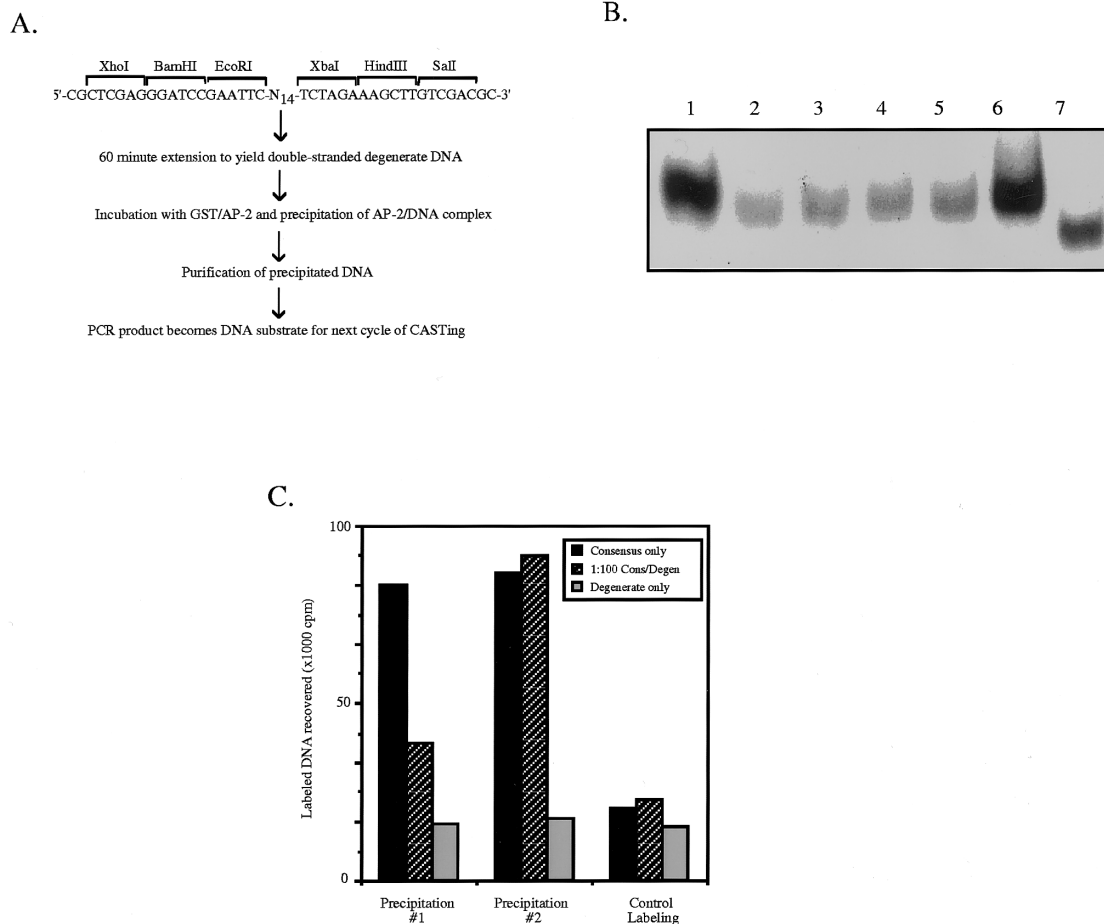 A.
XhoI BamHI EcoRI XbaI HindIII SalI
5'-CGCTCGAGGGATCCGAATTC-N14-TCTAGAAAGCTTGTCGACGC-3'
60 minute extension to yield double-stranded degenerate DNA
Incubation with GST/AP-2 and precipitation of AP-2/DNA complex
Purification of precipitated DNA
PCR product becomes DNA substrate for next cycle of CASTing
B.
1 2 3 4 5 6 7
C.
Labeled DNA recovered (x1000 cpm)
100
50
0
Consensus only
1:100 Cons/Degen
Degenerate only
Precipitation #1
Precipitation #2
Control Labeling